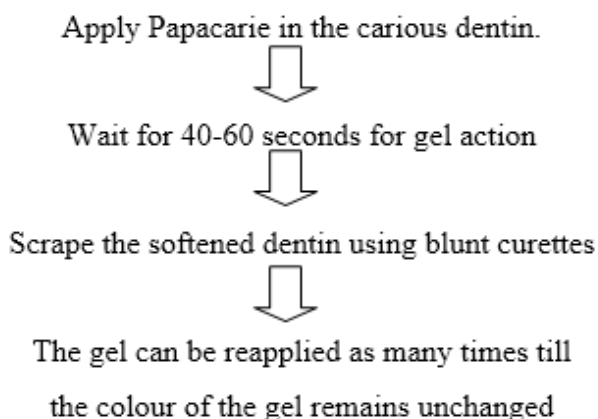 Apply Papacarie in the carious dentin.
Wait for 40-60 seconds for gel action
Scrape the softened dentin using blunt curettes
The gel can be reapplied as many times till
the colour of the gel remains unchanged